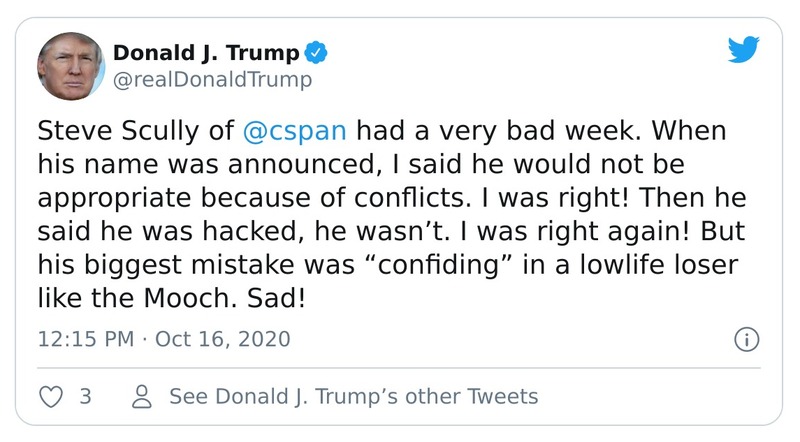 Donald J. Trump
@realDonaldTrump
Steve Scully of @cspan had a very bad week. When
his name was announced, I said he would not be
appropriate because of conflicts. I was right! Then he
said he was hacked, he wasn’t. I was right again! But
his biggest mistake was “confiding” in a lowlife loser
like the Mooch. Sad!
12:15 PM · Oct 16, 2020
3 See Donald J. Trump’s other Tweets